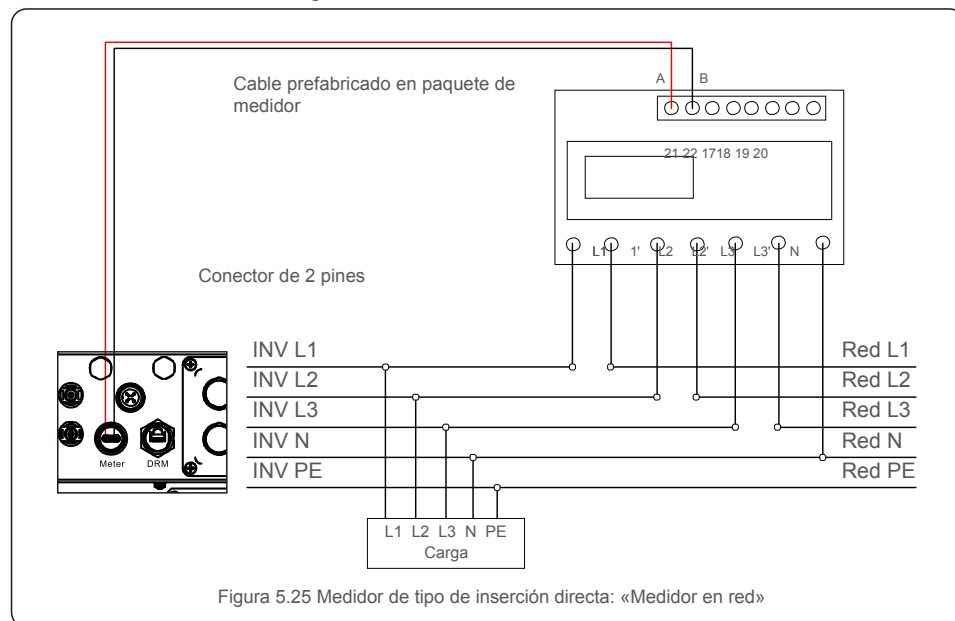 A B
Cable prefabricado en paquete de
medidor
21 22 1718 19 20
L1 1' L2 L2' L3 L3' N
Conector de 2 pines
INV L1 Red L1
INV L2 Red L2
INV L3 Red L3
INV N Red N
INV PE Red PE
Meter DRM
L1 L2 L3 N PE
Carga
Figura 5.25 Medidor de tipo de inserción directa: «Medidor en red»